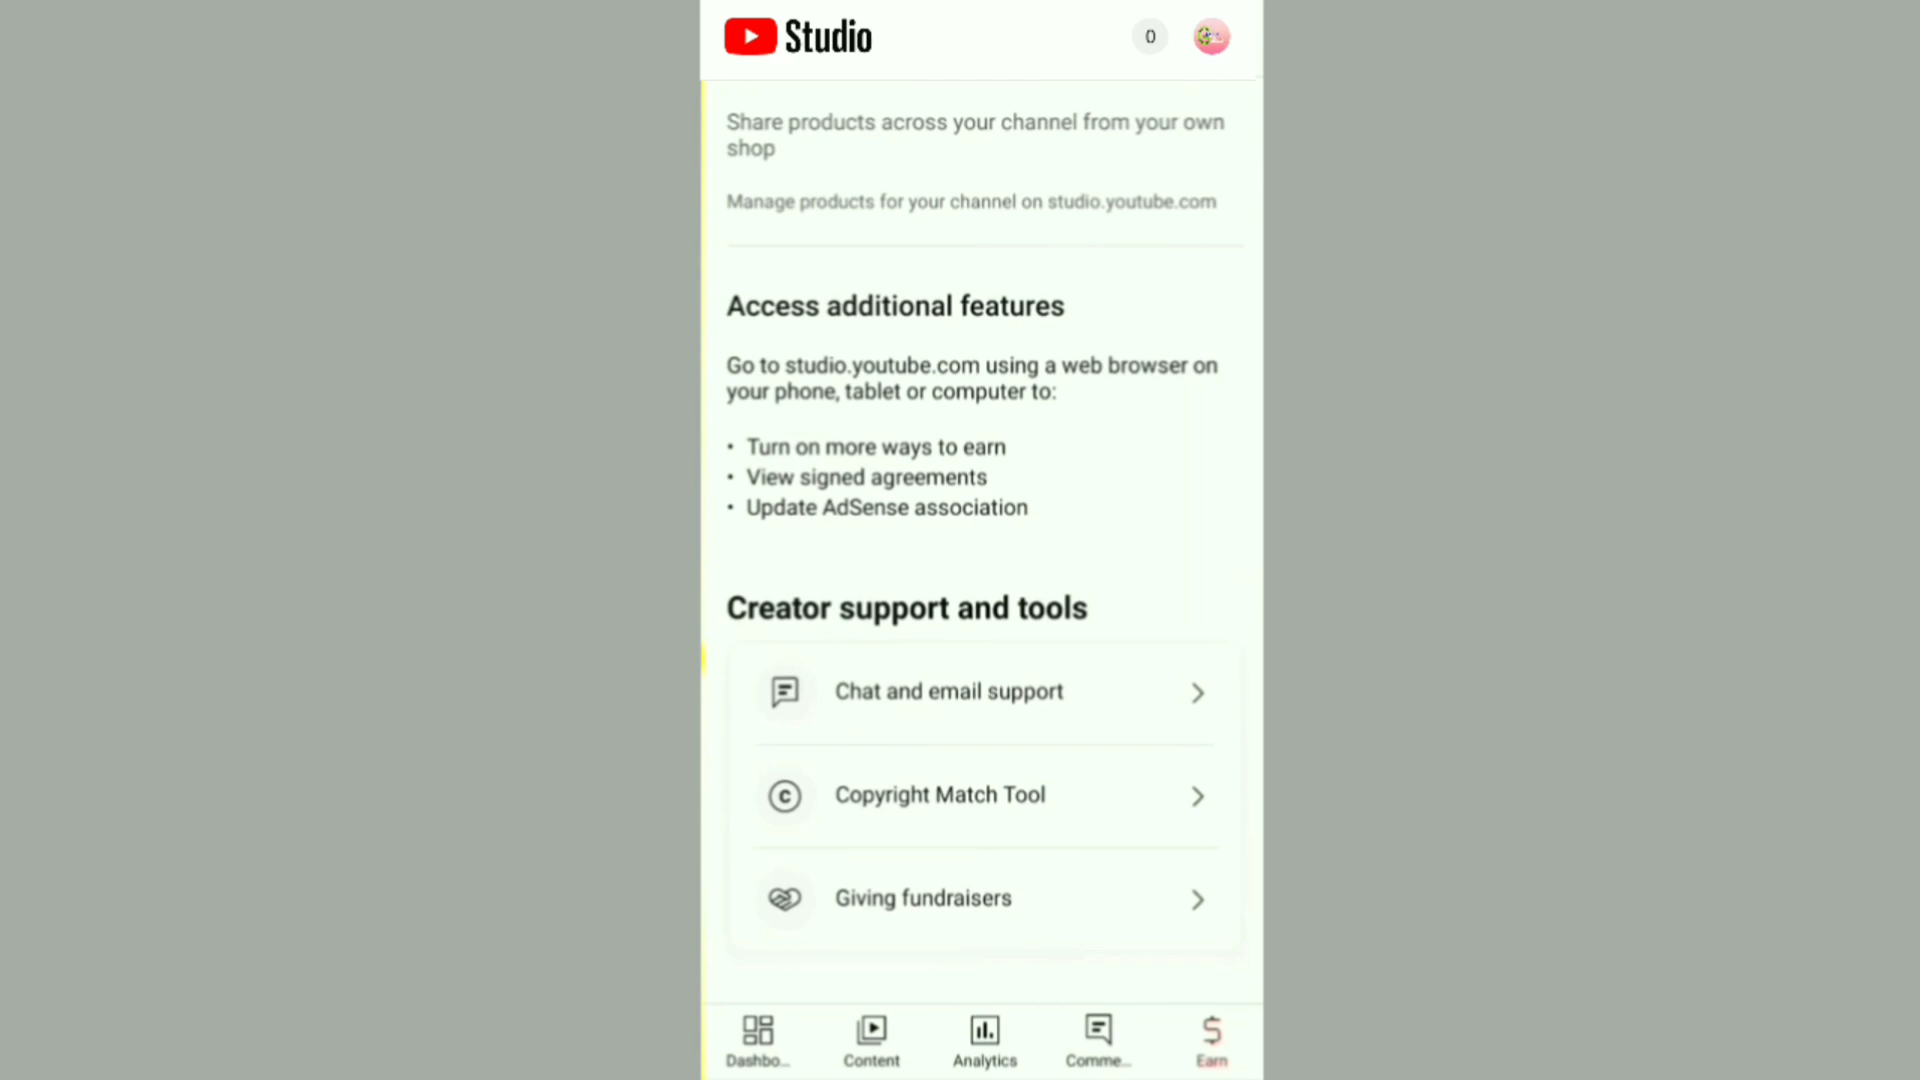 Studio
0
Share products across your channel from your own
shop
Manage products for your channel on studio.youtube.com
Access additional features
Go to studio.youtube.com using a web browser on
your phone, tablet or computer to:
• Turn on more ways to earn
• View signed agreements
• Update AdSense association
Creator support and tools
Chat and email support
Copyright Match Tool
Giving fundraisers
Dashbo...
Content
Analytics
Comme...
Earn